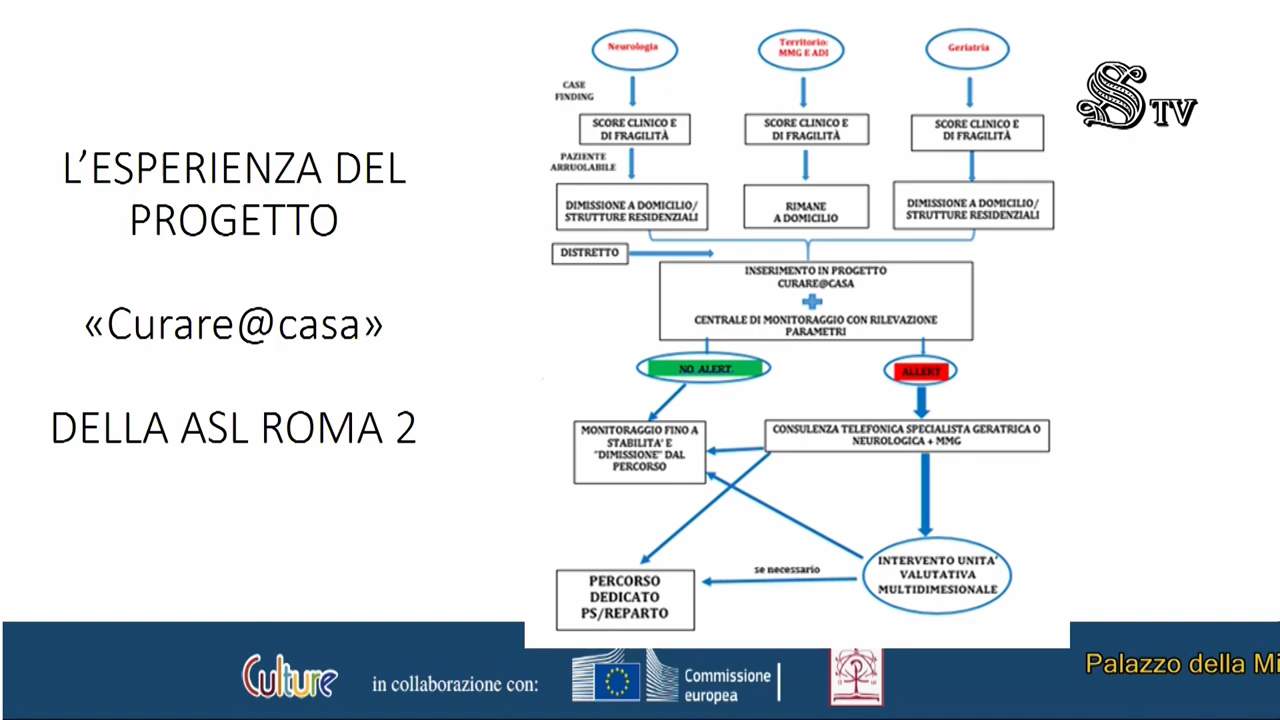 L'ESPERIENZA DEL
PROGETTO
«Curare@casa»
DELLA ASL ROMA 2
Neurologia
Territorio:
MMG E ADI
Geriatria
S TV
CASE
FINDING
SCORE CLINICO E
DI FRAGILITÀ
SCORE CLINICO E
DI FRAGILITÀ
SCORE CLINICO E
DI FRAGILITÀ
PAZIENTE
ARRUOLABILE
DIMISSIONE A DOMICILIO/
STRUTTURE RESIDENZIALI
RIMANE
A DOMICILIO
DIMISSIONE A DOMICILIO/
STRUTTURE RESIDENZIALI
DISTRETTO
INSERIMENTO IN PROGETTO
CURARE@CASA
CENTRALE DI MONITORAGGIO CON RILEVAZIONE
PARAMETRI
NO. ALERT.
ALLERT
MONITORAGGIO FINO A
STABILITA' E
"DIMISSIONE" DAL
PERCORSO
CONSULENZA TELEFONICA SPECIALISTA GERATRICA O
NEUROLOGICA + MMG
se necessario
INTERVENTO UNITA'
VALUTATIVA
MULTIDIMESIONALE
PERCORSO
DEDICATO
PS/REPARTO
Culture
in collaborazione con:
Commissione
europea
Palazzo della Mi